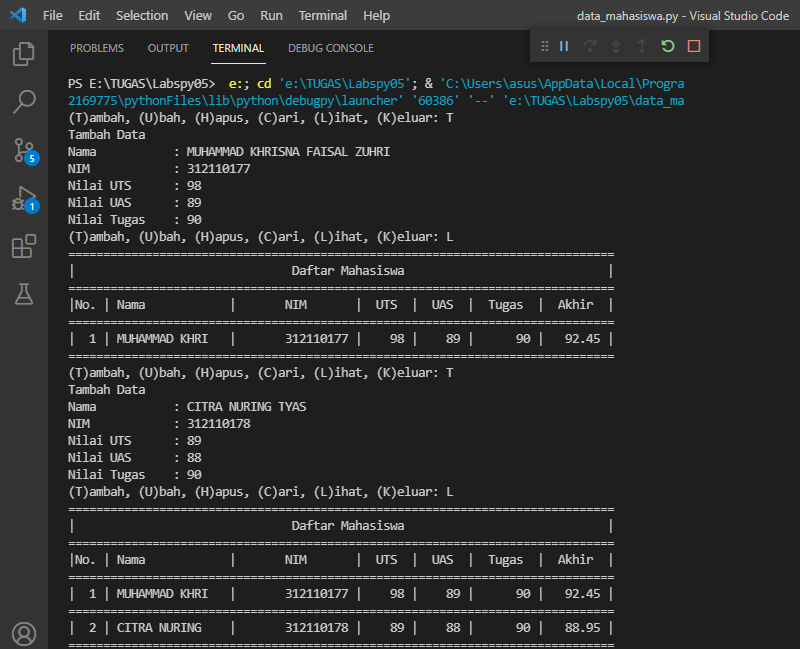 File Edit Selection View Go Run Terminal Help data_mahasiswa.py - Visual Studio Code
PROBLEMS OUTPUT TERMINAL DEBUG CONSOLE
PS E:\TUGAS\Labspy05> e:; cd 'e:\TUGAS\Labspy05'; & 'C:\Users\asus\AppData\Local\Progra
2169775\pythonFiles\lib\python\debugpy\launcher' '60386' '--' 'e:\TUGAS\Labspy05\data_ma
(T)ambah, (U)bah, (H)apus, (C)ari, (L)ihat, (K)eluar: T
Tambah Data
Nama : MUHAMMAD KHRISNA FAISAL ZUHRI
NIM : 312110177
Nilai UTS : 98
Nilai UAS : 89
Nilai Tugas : 90
(T)ambah, (U)bah, (H)apus, (C)ari, (L)ihat, (K)eluar: L
==============================================================================
| Daftar Mahasiswa |
==============================================================================
|No. | Nama | NIM | UTS | UAS | Tugas | Akhir |
==============================================================================
| 1 | MUHAMMAD KHRI | 312110177 | 98 | 89 | 90 | 92.45 |
==============================================================================
(T)ambah, (U)bah, (H)apus, (C)ari, (L)ihat, (K)eluar: T
Tambah Data
Nama : CITRA NURING TYAS
NIM : 312110178
Nilai UTS : 89
Nilai UAS : 88
Nilai Tugas : 90
(T)ambah, (U)bah, (H)apus, (C)ari, (L)ihat, (K)eluar: L
==============================================================================
| Daftar Mahasiswa |
==============================================================================
|No. | Nama | NIM | UTS | UAS | Tugas | Akhir |
==============================================================================
| 1 | MUHAMMAD KHRI | 312110177 | 98 | 89 | 90 | 92.45 |
==============================================================================
| 2 | CITRA NURING | 312110178 | 89 | 88 | 90 | 88.95 |
==============================================================================
5
1